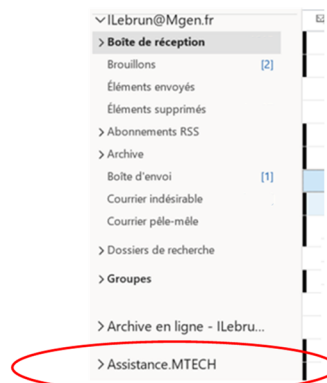 ILebrun@Mgen.fr
Boîte de réception
Brouillons [2]
Éléments envoyés
Éléments supprimés
Abonnements RSS
Archive
Boîte d'envoi [1]
Courrier indésirable
Courrier pêle-mêle
Dossiers de recherche
Groupes
Archive en ligne - ILebru...
Assistance.MTECH